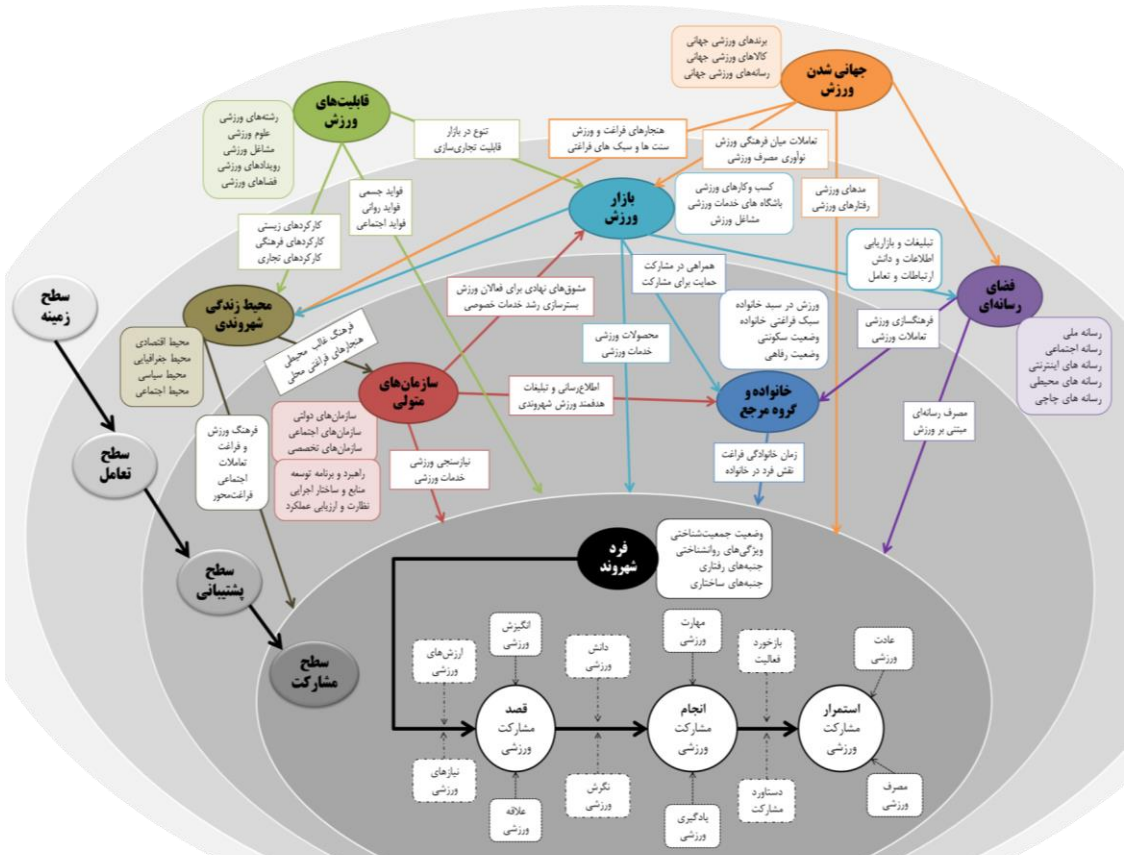 برندهای ورزشی جهانی
کالاهای ورزشی جهانی
رسانه‌های ورزشی جهانی
جهانی شدن
ورزش
قابلیت‌های
ورزش
رشته‌های ورزشی
علوم ورزشی
مشاغل ورزشی
رویدادهای ورزشی
فضاهای ورزشی
تنوع در بازار
قابلیت تجاری‌سازی
هنجارهای فراغت و ورزش
سنت ها و سبک های فراغتی
تعاملات میان فرهنگی ورزش
نوآوری مصرف ورزشی
مدهای ورزشی
رفتارهای ورزشی
فواید جسمی
فواید روانی
فواید اجتماعی
بازار
ورزش
کسب وکارهای ورزشی
باشگاه های خدمات ورزشی
مشاغل ورزش
کارکردهای زیستی
کارکردهای فرهنگی
کارکردهای تجاری
تبلیغات و بازاریابی
اطلاعات و دانش
ارتباطات و تعامل
همراهی در مشارکت
حمایت برای مشارکت
مشوق‌های نهادی برای فعالان ورزش
بسترسازی رشد خدمات خصوصی
فضای
رسانه‌ای
سطح
زمینه
محیط زندگی
شهروندی
ورزش در سبد خانواده
سبک فراغتی خانواده
وضعیت سکونتی
وضعیت رفاهی
فرهنگسازی ورزشی
تعاملات ورزشی
رسانه ملی
رسانه اجتماعی
رسانه های اینترنتی
رسانه های محیطی
رسانه های چاچی
محیط اقتصادی
محیط جغرافیایی
محیط سیاسی
محیط اجتماعی
فرهنگ غالب محیطی
هنجارهای فراغتی محلی
محصولات ورزشی
خدمات ورزشی
سازمان‌های
متولی
اطلاع‌رسانی و تبلیغات
هدفمند ورزش شهروندی
خانواده و
گروه مرجع
مصرف رسانه‌ای
مبتنی بر ورزش
سازمان‌های دولتی
سازمان‌های اجتماعی
سازمان‌های تخصصی
راهبرد و برنامه توسعه
منابع و ساختار اجرایی
نظارت و ارزیابی عملکرد
نیازسنجی ورزشی
خدمات ورزشی
زمان خانوادگی فراغت
نقش فرد در خانواده
فرهنگ ورزش
و فراغت
تعاملات
اجتماعی
فراغت‌محور
سطح
تعامل
سطح
پشتیبانی
سطح
مشارکت
فرد
شهروند
وضعیت جمعیت‌شناختی
ویژگی‌های روانشناختی
جنبه‌های رفتاری
جنبه‌های ساختاری
ارزش‌های
ورزشی
انگیزش
ورزشی
دانش
ورزشی
مهارت
ورزشی
بازخورد
فعالیت
عادت
ورزشی
قصد
مشارکت
ورزشی
انجام
مشارکت
ورزشی
استمرار
مشارکت
ورزشی
نیازهای
ورزشی
علاقه
ورزشی
نگرش
ورزشی
یادگیری
ورزشی
دستاورد
مشارکت
مصرف
ورزشی